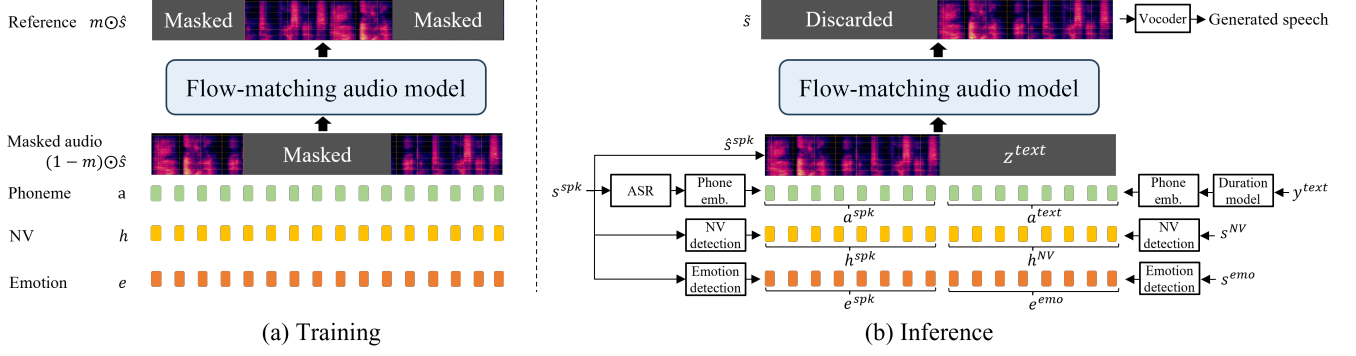 Reference m⊙ŝ
Masked
Masked
Flow-matching audio model
Masked audio
(1 − m)⊙ŝ
Masked
Phoneme a
NV h
Emotion e
(a) Training
s̃
Discarded
Vocoder
Generated speech
Flow-matching audio model
ŝ^spk
z^text
s^spk
ASR
Phone
emb.
a^spk
a^text
Phone
emb.
Duration
model
y^text
NV
detection
h^spk
h^NV
NV
detection
s^NV
Emotion
detection
e^spk
e^emo
Emotion
detection
s^emo
(b) Inference